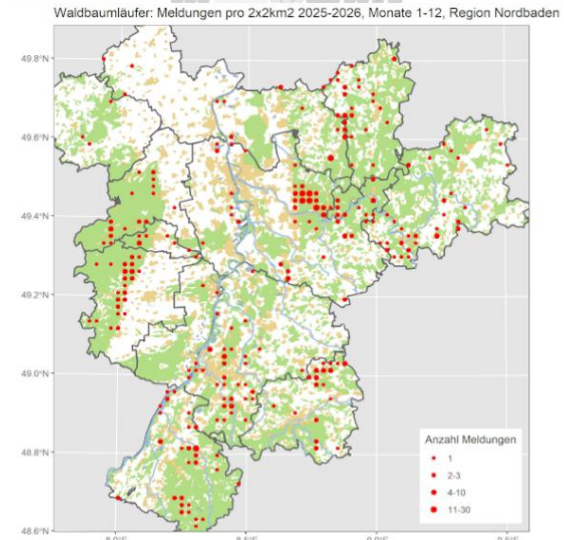 Waldbaumläufer: Meldungen pro 2x2km2 2025-2026, Monate 1-12, Region Nordbaden
49.8°N
49.6°N
49.4°N
49.2°N
49.0°N
48.8°N
48.6°N
Anzahl Meldungen
1
2-3
4-10
11-30